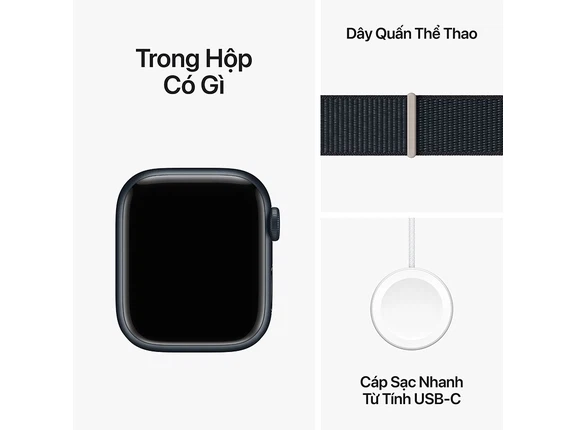 Trong Hộp
Có Gì
Dây Quấn Thể Thao
Cáp Sạc Nhanh
Từ Tính USB-C